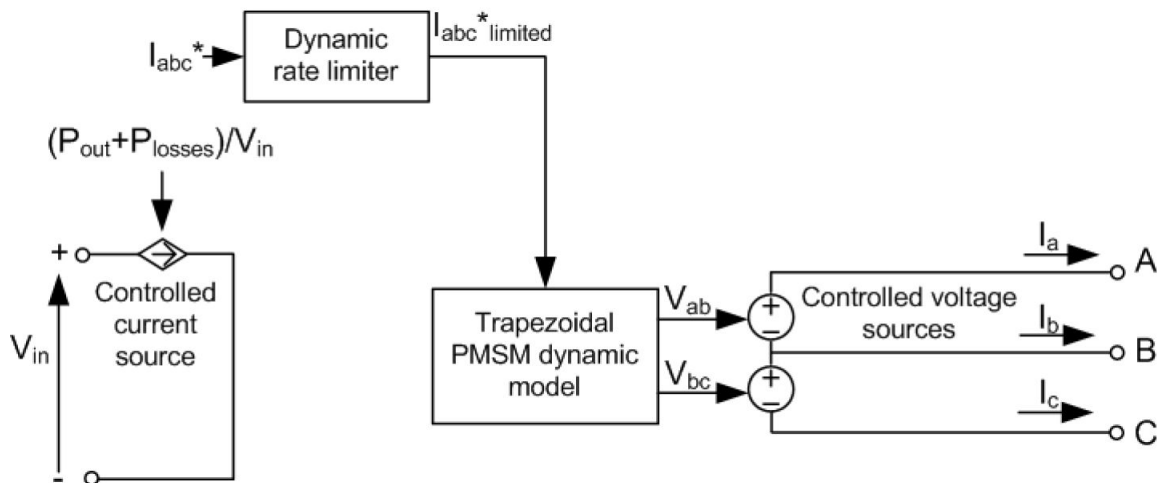 Iabc*
Dynamic
rate limiter
Iabc*limited
(Pout+Plosses)/Vin
+
Controlled
current
source
Vin
-
Trapezoidal
PMSM dynamic
model
Vab
Vbc
+
−
+
−
Controlled voltage
sources
Ia
A
Ib
B
Ic
C